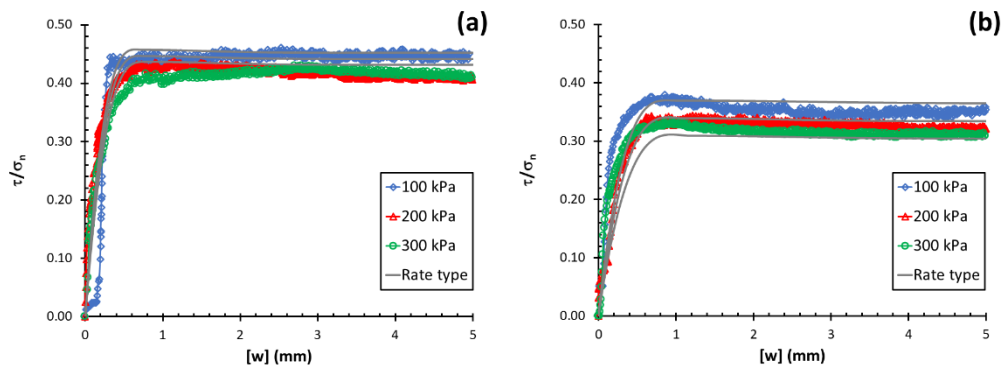 (a)
0.50
0.40
0.30
0.20
0.10
0.00
τ/σn
100 kPa
200 kPa
300 kPa
Rate type
0 1 2 3 4 5
[w] (mm)
(b)
0.50
0.40
0.30
0.20
0.10
0.00
τ/σn
100 kPa
200 kPa
300 kPa
Rate type
0 1 2 3 4 5
[w] (mm)